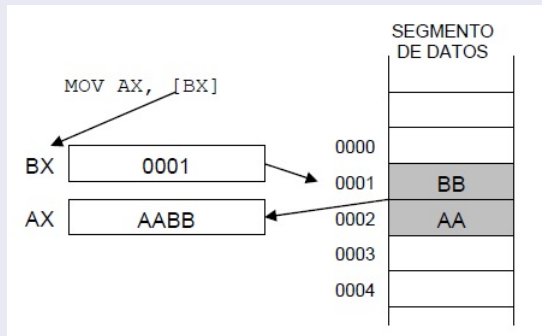 SEGMENTO
DE DATOS
MOV AX, [BX]
0000
BX 0001 0001 BB
AX AABB 0002 AA
0003
0004